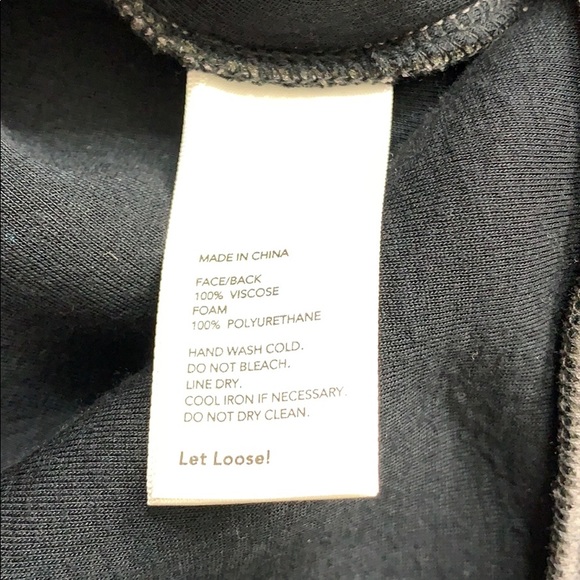 MADE IN CHINA
FACE/BACK
100% VISCOSE
FOAM
100% POLYURETHANE
HAND WASH COLD.
DO NOT BLEACH.
LINE DRY.
COOL IRON IF NECESSARY.
DO NOT DRY CLEAN.
Let Loose!